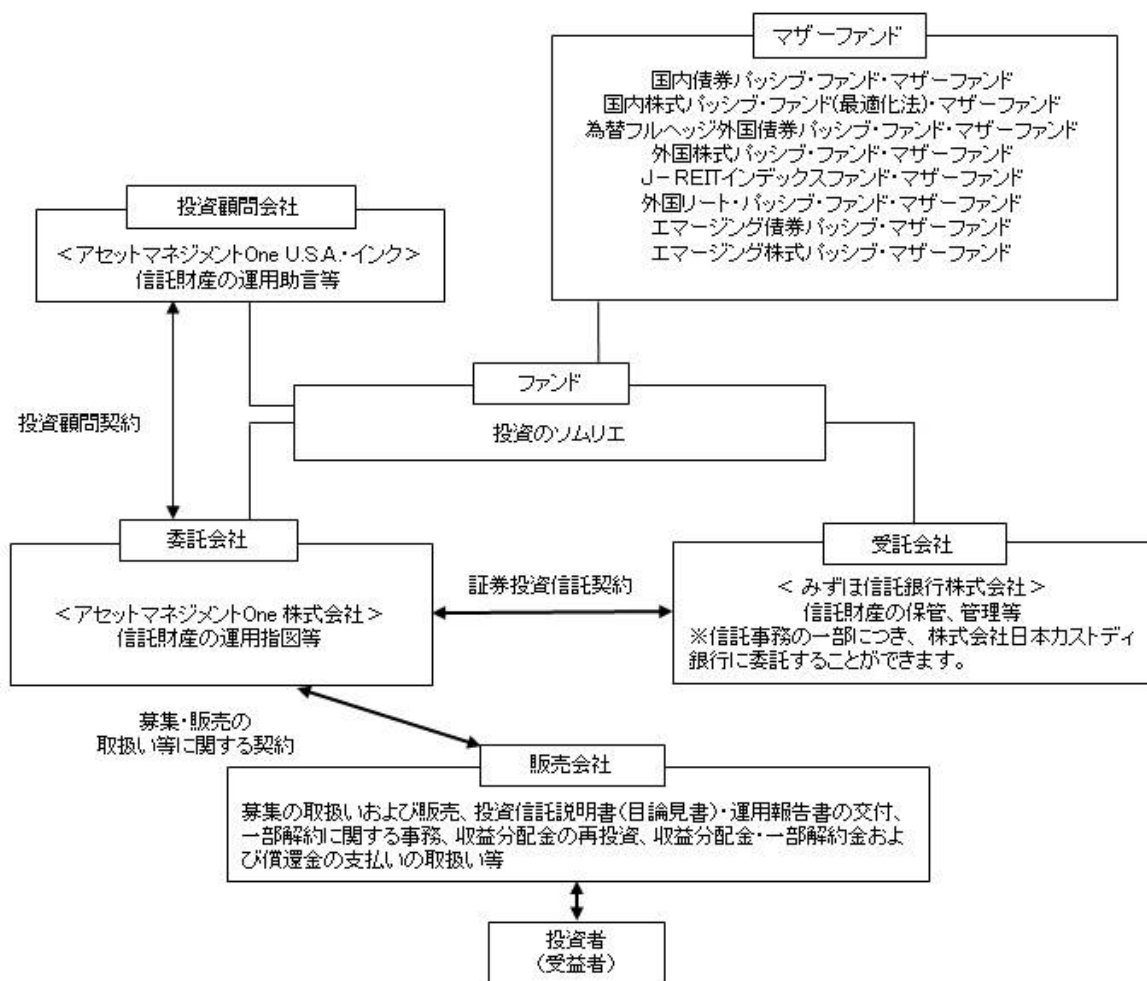 マザーファンド
国内債券パッシブ・ファンド・マザーファンド
国内株式パッシブ・ファンド(最適化法)・マザーファンド
為替フルヘッジ外国債券パッシブ・ファンド・マザーファンド
外国株式パッシブ・ファンド・マザーファンド
J-REITインデックスファンド・マザーファンド
外国リート・パッシブ・ファンド・マザーファンド
エマージング債券パッシブ・マザーファンド
エマージング株式パッシブ・マザーファンド
投資顧問会社
<アセットマネジメントOne U.S.A.・インク>
信託財産の運用助言等
ファンド
投資のソムリエ
投資顧問契約
委託会社
<アセットマネジメントOne 株式会社>
信託財産の運用指図等
証券投資信託契約
受託会社
< みずほ信託銀行株式会社>
信託財産の保管、管理等
※信託事務の一部につき、株式会社日本カストディ
銀行に委託することができます。
募集・販売の
取扱い等に関する契約
販売会社
募集の取扱いおよび販売、投資信託説明書(目論見書)・運用報告書の交付、
一部解約に関する事務、収益分配金の再投資、収益分配金・一部解約金およ
び償還金の支払いの取扱い等
投資者
(受益者)